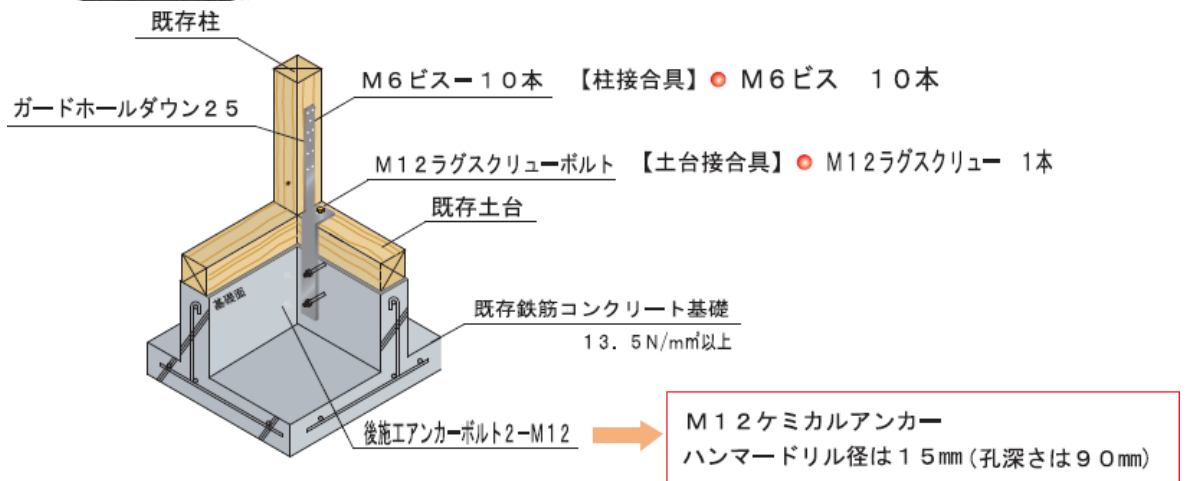 既存柱
M6ビスー10本 【柱接合具】 M6ビス 10本
ガードホールダウン25
M12ラグスクリューボルト 【土台接合具】 M12ラグスクリュー 1本
既存土台
基礎面
既存鉄筋コンクリート基礎
13.5N/m㎡以上
後施工アンカーボルト2ーM12
M12ケミカルアンカー
ハンマードリル径は15㎜(孔深さは90㎜)